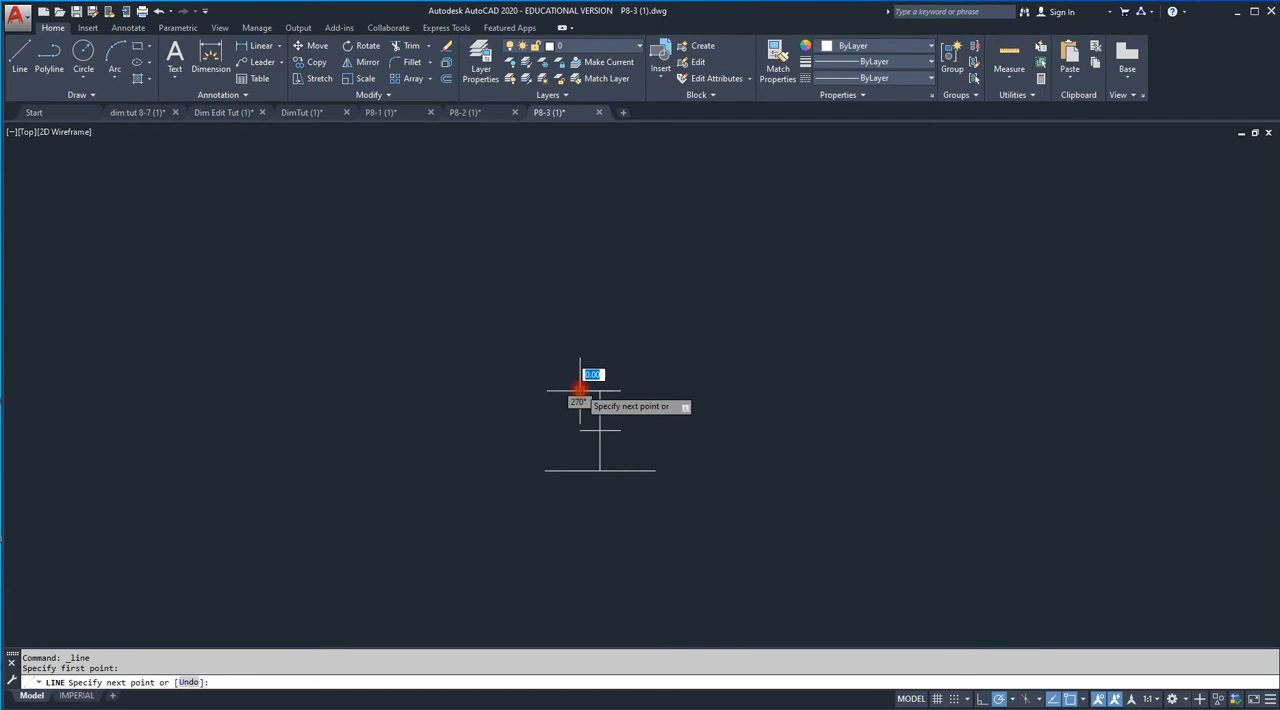 Autodesk AutoCAD 2020 - EDUCATIONAL VERSION P8-3 (1).dwg
Type a keyword or phrase
Sign In
Home Insert Annotate Parametric View Manage Output Add-ins Collaborate Express Tools Featured Apps
Line Polyline Circle Arc
Draw
Text Dimension
Linear
Leader
Table
Annotation
Move Rotate Trim
Copy Mirror Fillet
Stretch Scale Array
Modify
Layer Properties
0
Make Current
Match Layer
Layers
Insert
Create
Edit
Edit Attributes
Block
Match Properties
ByLayer
ByLayer
ByLayer
Properties
Group
Groups
Measure
Utilities
Paste
Clipboard
Base
View
Start dim tut 8-7 (1)* Dim Edit Tut (1)* DimTut (1)* P8-1 (1)* P8-2 (1)* P8-3 (1)*
[−][Top][2D Wireframe]
0.00
270°
Specify next point or
Command: _line
Specify first point:
LINE Specify next point or [Undo]:
Model IMPERIAL
MODEL 1:1